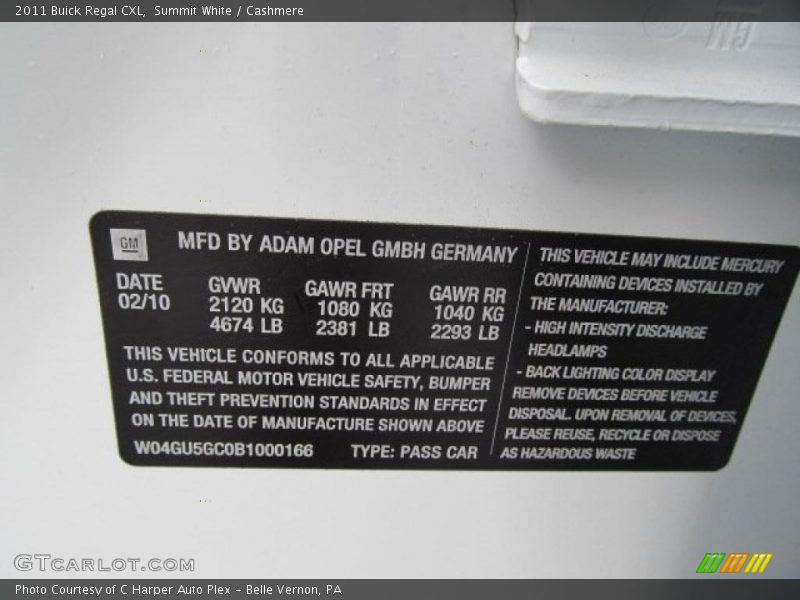 2011 Buick Regal CXL, Summit White / Cashmere
GM
GM
MFD BY ADAM OPEL GMBH GERMANY
DATE GVWR GAWR FRT GAWR RR
02/10 2120 KG 1080 KG 1040 KG
4674 LB 2381 LB 2293 LB
THIS VEHICLE CONFORMS TO ALL APPLICABLE
U.S. FEDERAL MOTOR VEHICLE SAFETY, BUMPER
AND THEFT PREVENTION STANDARDS IN EFFECT
ON THE DATE OF MANUFACTURE SHOWN ABOVE
W04GU5GC0B1000166 TYPE: PASS CAR
THIS VEHICLE MAY INCLUDE MERCURY
CONTAINING DEVICES INSTALLED BY
THE MANUFACTURER:
- HIGH INTENSITY DISCHARGE
HEADLAMPS
- BACK LIGHTING COLOR DISPLAY
REMOVE DEVICES BEFORE VEHICLE
DISPOSAL. UPON REMOVAL OF DEVICES,
PLEASE REUSE, RECYCLE OR DISPOSE
AS HAZARDOUS WASTE
GTCARLOT.COM
Photo Courtesy of C Harper Auto Plex - Belle Vernon, PA